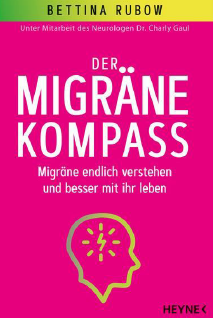 BETTINA RUBOW
Unter Mitarbeit des Neurologen Dr. Charly Gaul
DER
MIGRÄNE
KOMPASS
Migräne endlich verstehen
und besser mit ihr leben
HEYNE<